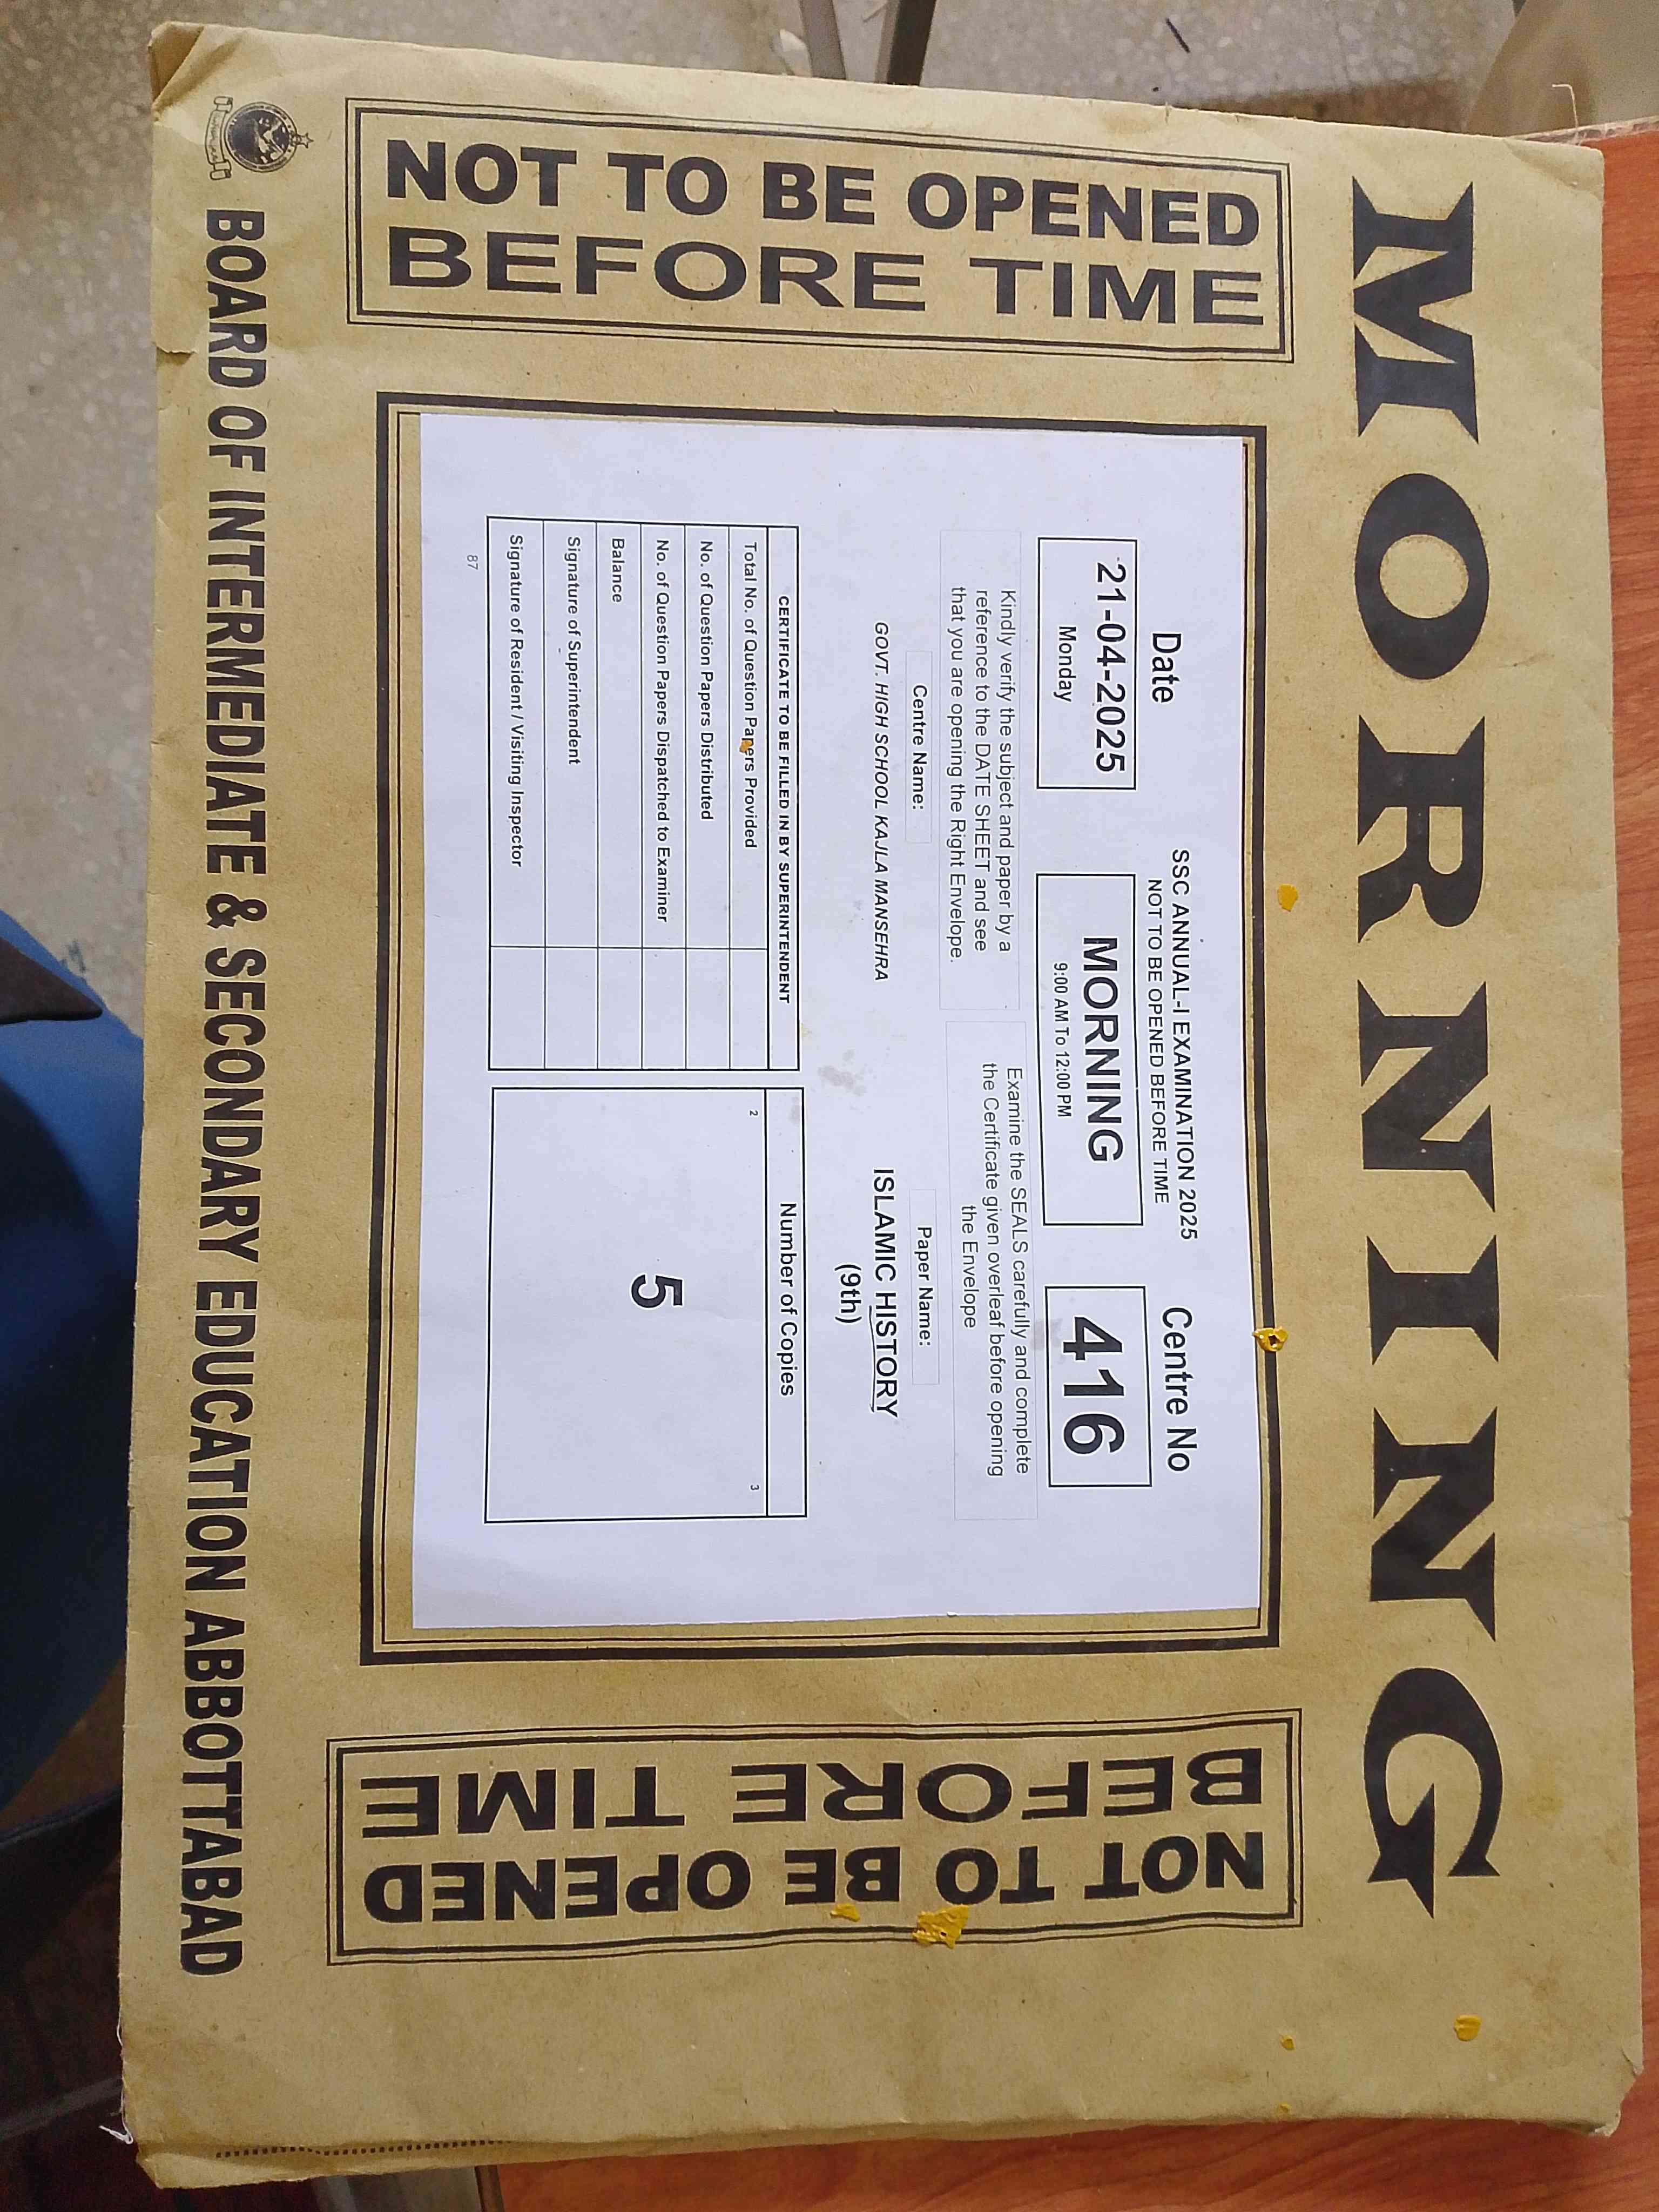 MORNING
NOT TO BE OPENED
BEFORE TIME
SSC ANNUAL-I EXAMINATION 2025
NOT TO BE OPENED BEFORE TIME
Date
21-04-2025
Monday
MORNING
9:00 AM To 12:00 PM
Centre No
416
Kindly verify the subject and paper by a
reference to the DATE SHEET and see
that you are opening the Right Envelope.
Examine the SEALS carefully and complete
the Certificate given overleaf before opening
the Envelope
Centre Name:
GOVT. HIGH SCHOOL KAJLA MANSEHRA
Paper Name:
ISLAMIC HISTORY
(9th)
CERTIFICATE TO BE FILLED IN BY SUPERINTENDENT
Total No. of Question Papers Provided
No. of Question Papers Distributed
No. of Question Papers Dispatched to Examiner
Balance
Signature of Superintendent
Signature of Resident / Visiting Inspector
87
Number of Copies
2
3
5
NOT TO BE OPENED
BEFORE TIME
BOARD OF INTERMEDIATE & SECONDARY EDUCATION ABBOTTABAD